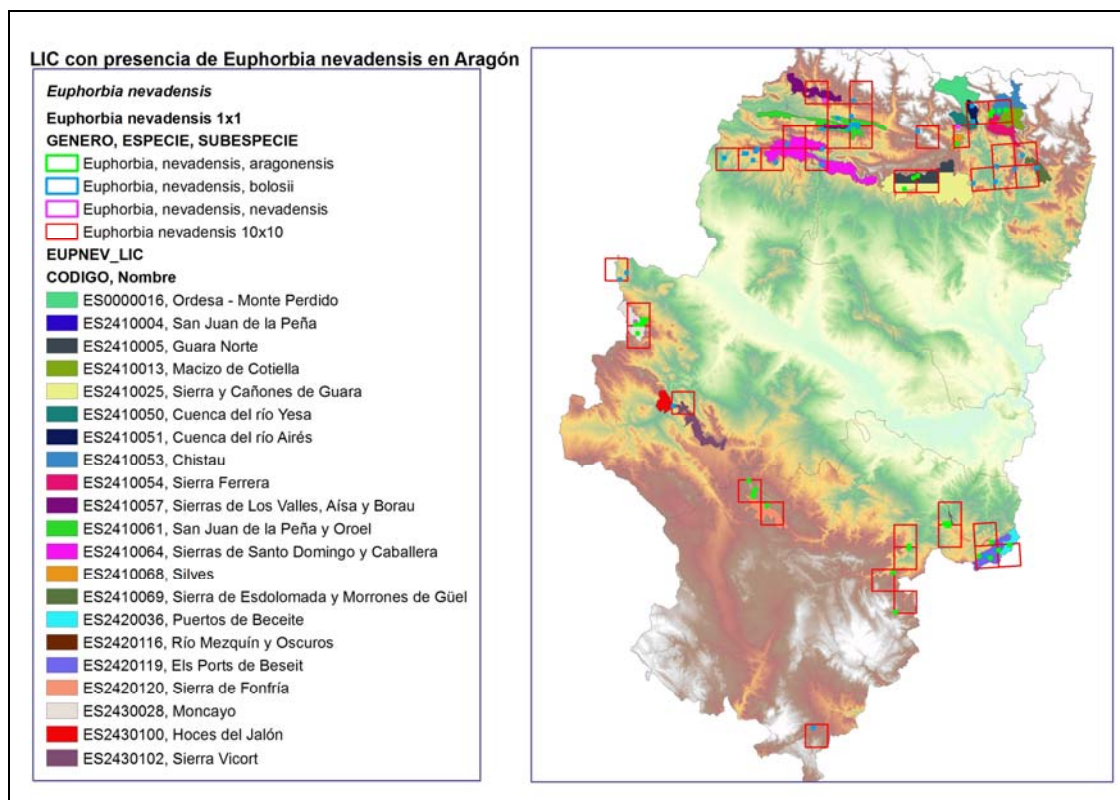 LIC con presencia de Euphorbia nevadensis en Aragón
Euphorbia nevadensis
Euphorbia nevadensis 1x1
GENERO, ESPECIE, SUBESPECIE
Euphorbia, nevadensis, aragonensis
Euphorbia, nevadensis, bolosii
Euphorbia, nevadensis, nevadensis
Euphorbia nevadensis 10x10
EUPNEV_LIC
CODIGO, Nombre
ES0000016, Ordesa - Monte Perdido
ES2410004, San Juan de la Peña
ES2410005, Guara Norte
ES2410013, Macizo de Cotiella
ES2410025, Sierra y Cañones de Guara
ES2410050, Cuenca del río Yesa
ES2410051, Cuenca del río Airés
ES2410053, Chistau
ES2410054, Sierra Ferrera
ES2410057, Sierras de Los Valles, Aísa y Borau
ES2410061, San Juan de la Peña y Oroel
ES2410064, Sierras de Santo Domingo y Caballera
ES2410068, Silves
ES2410069, Sierra de Esdolomada y Morrones de Güel
ES2420036, Puertos de Beceite
ES2420116, Río Mezquín y Oscuros
ES2420119, Els Ports de Beseit
ES2420120, Sierra de Fonfría
ES2430028, Moncayo
ES2430100, Hoces del Jalón
ES2430102, Sierra Vicort